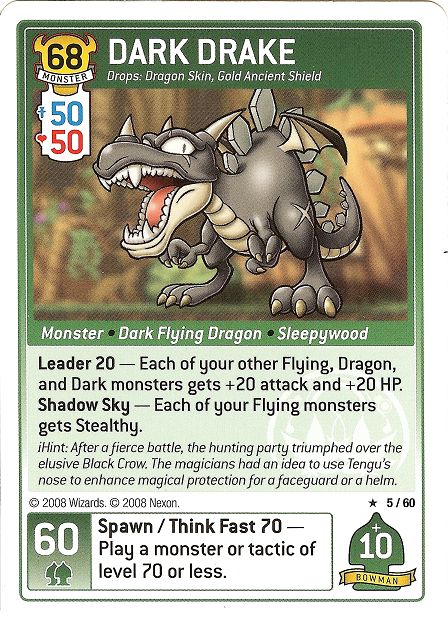 68
MONSTER
DARK DRAKE
Drops: Dragon Skin, Gold Ancient Shield
50
50
Monster • Dark Flying Dragon • Sleepywood
Leader 20 — Each of your other Flying, Dragon,
and Dark monsters gets +20 attack and +20 HP.
Shadow Sky — Each of your Flying monsters
gets Stealthy.
iHint: After a fierce battle, the hunting party triumphed over the
elusive Black Crow. The magicians had an idea to use Tengu's
nose to enhance magical protection for a faceguard or a helm.
© 2008 Wizards. © 2008 Nexon.
★ 5/60
60
Spawn / Think Fast 70 —
Play a monster or tactic of
level 70 or less.
+
10
BOWMAN